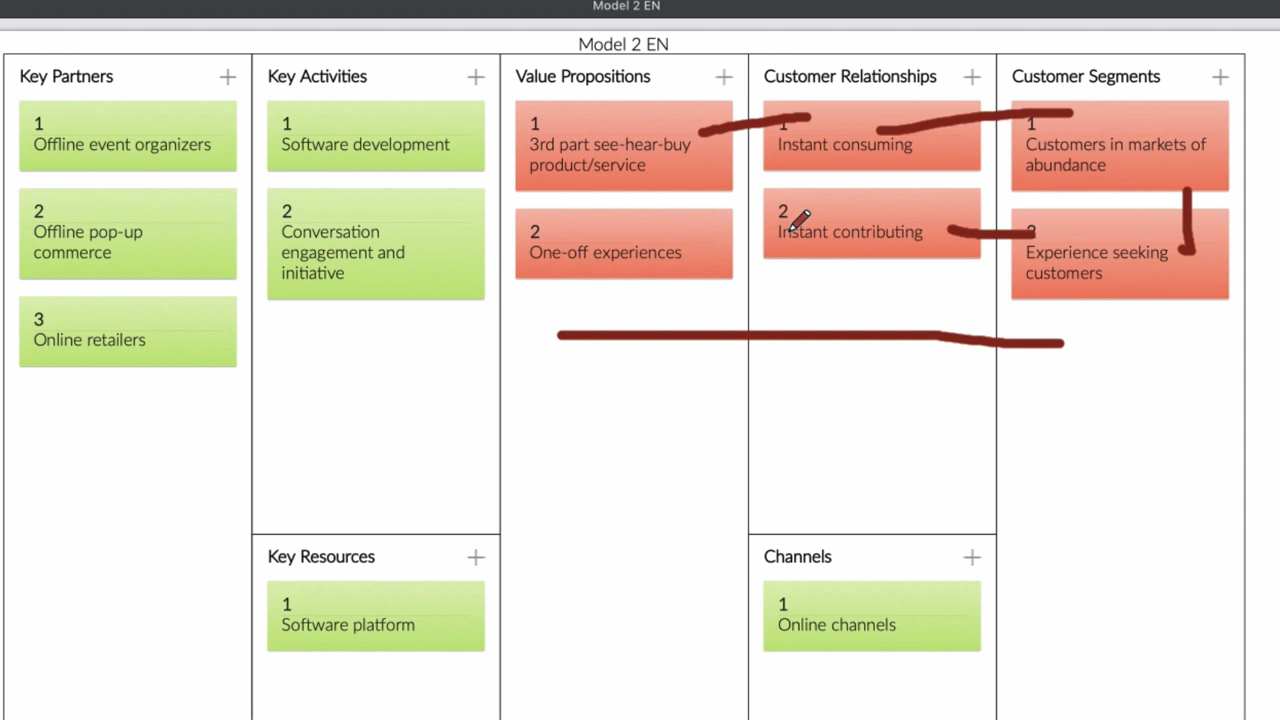 Model 2 EN
Model 2 EN
Key Partners
1
Offline event organizers
2
Offline pop-up
commerce
3
Online retailers
Key Activities
1
Software development
2
Conversation
engagement and
initiative
Key Resources
1
Software platform
Value Propositions
1
3rd part see-hear-buy
product/service
2
One-off experiences
Customer Relationships
1
Instant consuming
2
Instant contributing
Channels
1
Online channels
Customer Segments
1
Customers in markets of
abundance
2
Experience seeking
customers